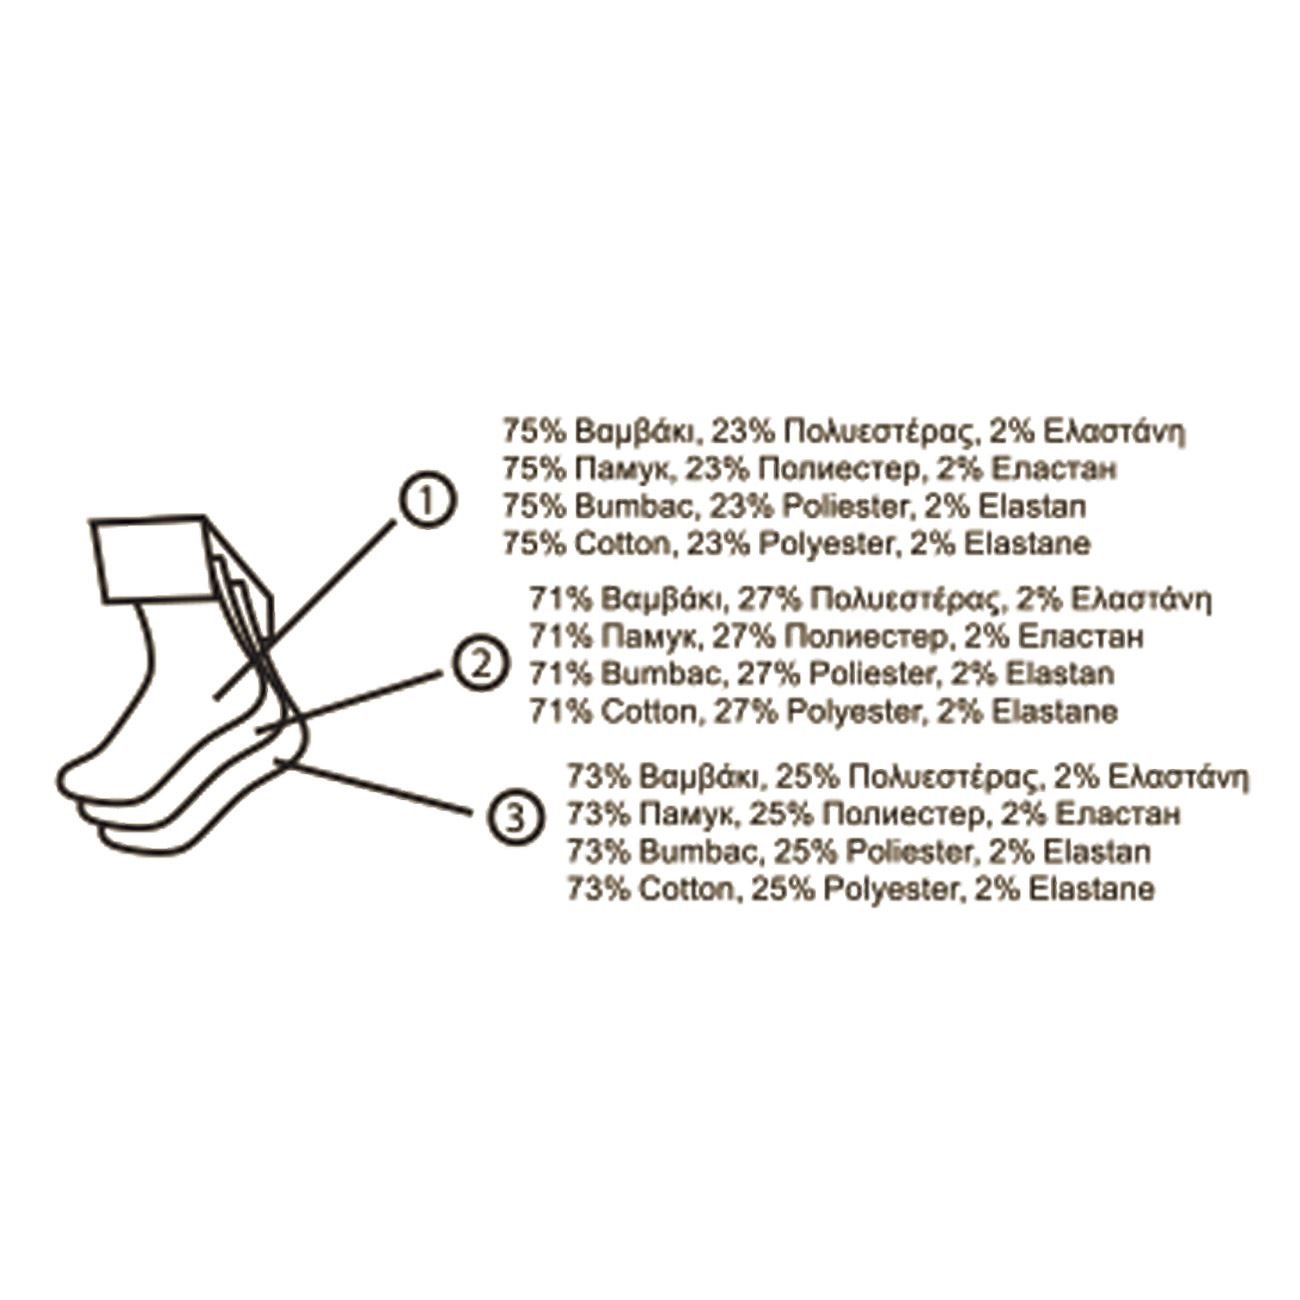 1
75% Βαμβάκι, 23% Πολυεστέρας, 2% Ελαστάνη
75% Памук, 23% Полиестер, 2% Еластан
75% Bumbac, 23% Poliester, 2% Elastan
75% Cotton, 23% Polyester, 2% Elastane
2
71% Βαμβάκι, 27% Πολυεστέρας, 2% Ελαστάνη
71% Памук, 27% Полиестер, 2% Еластан
71% Bumbac, 27% Poliester, 2% Elastan
71% Cotton, 27% Polyester, 2% Elastane
3
73% Βαμβάκι, 25% Πολυεστέρας, 2% Ελαστάνη
73% Памук, 25% Полиестер, 2% Еластан
73% Bumbac, 25% Poliester, 2% Elastan
73% Cotton, 25% Polyester, 2% Elastane